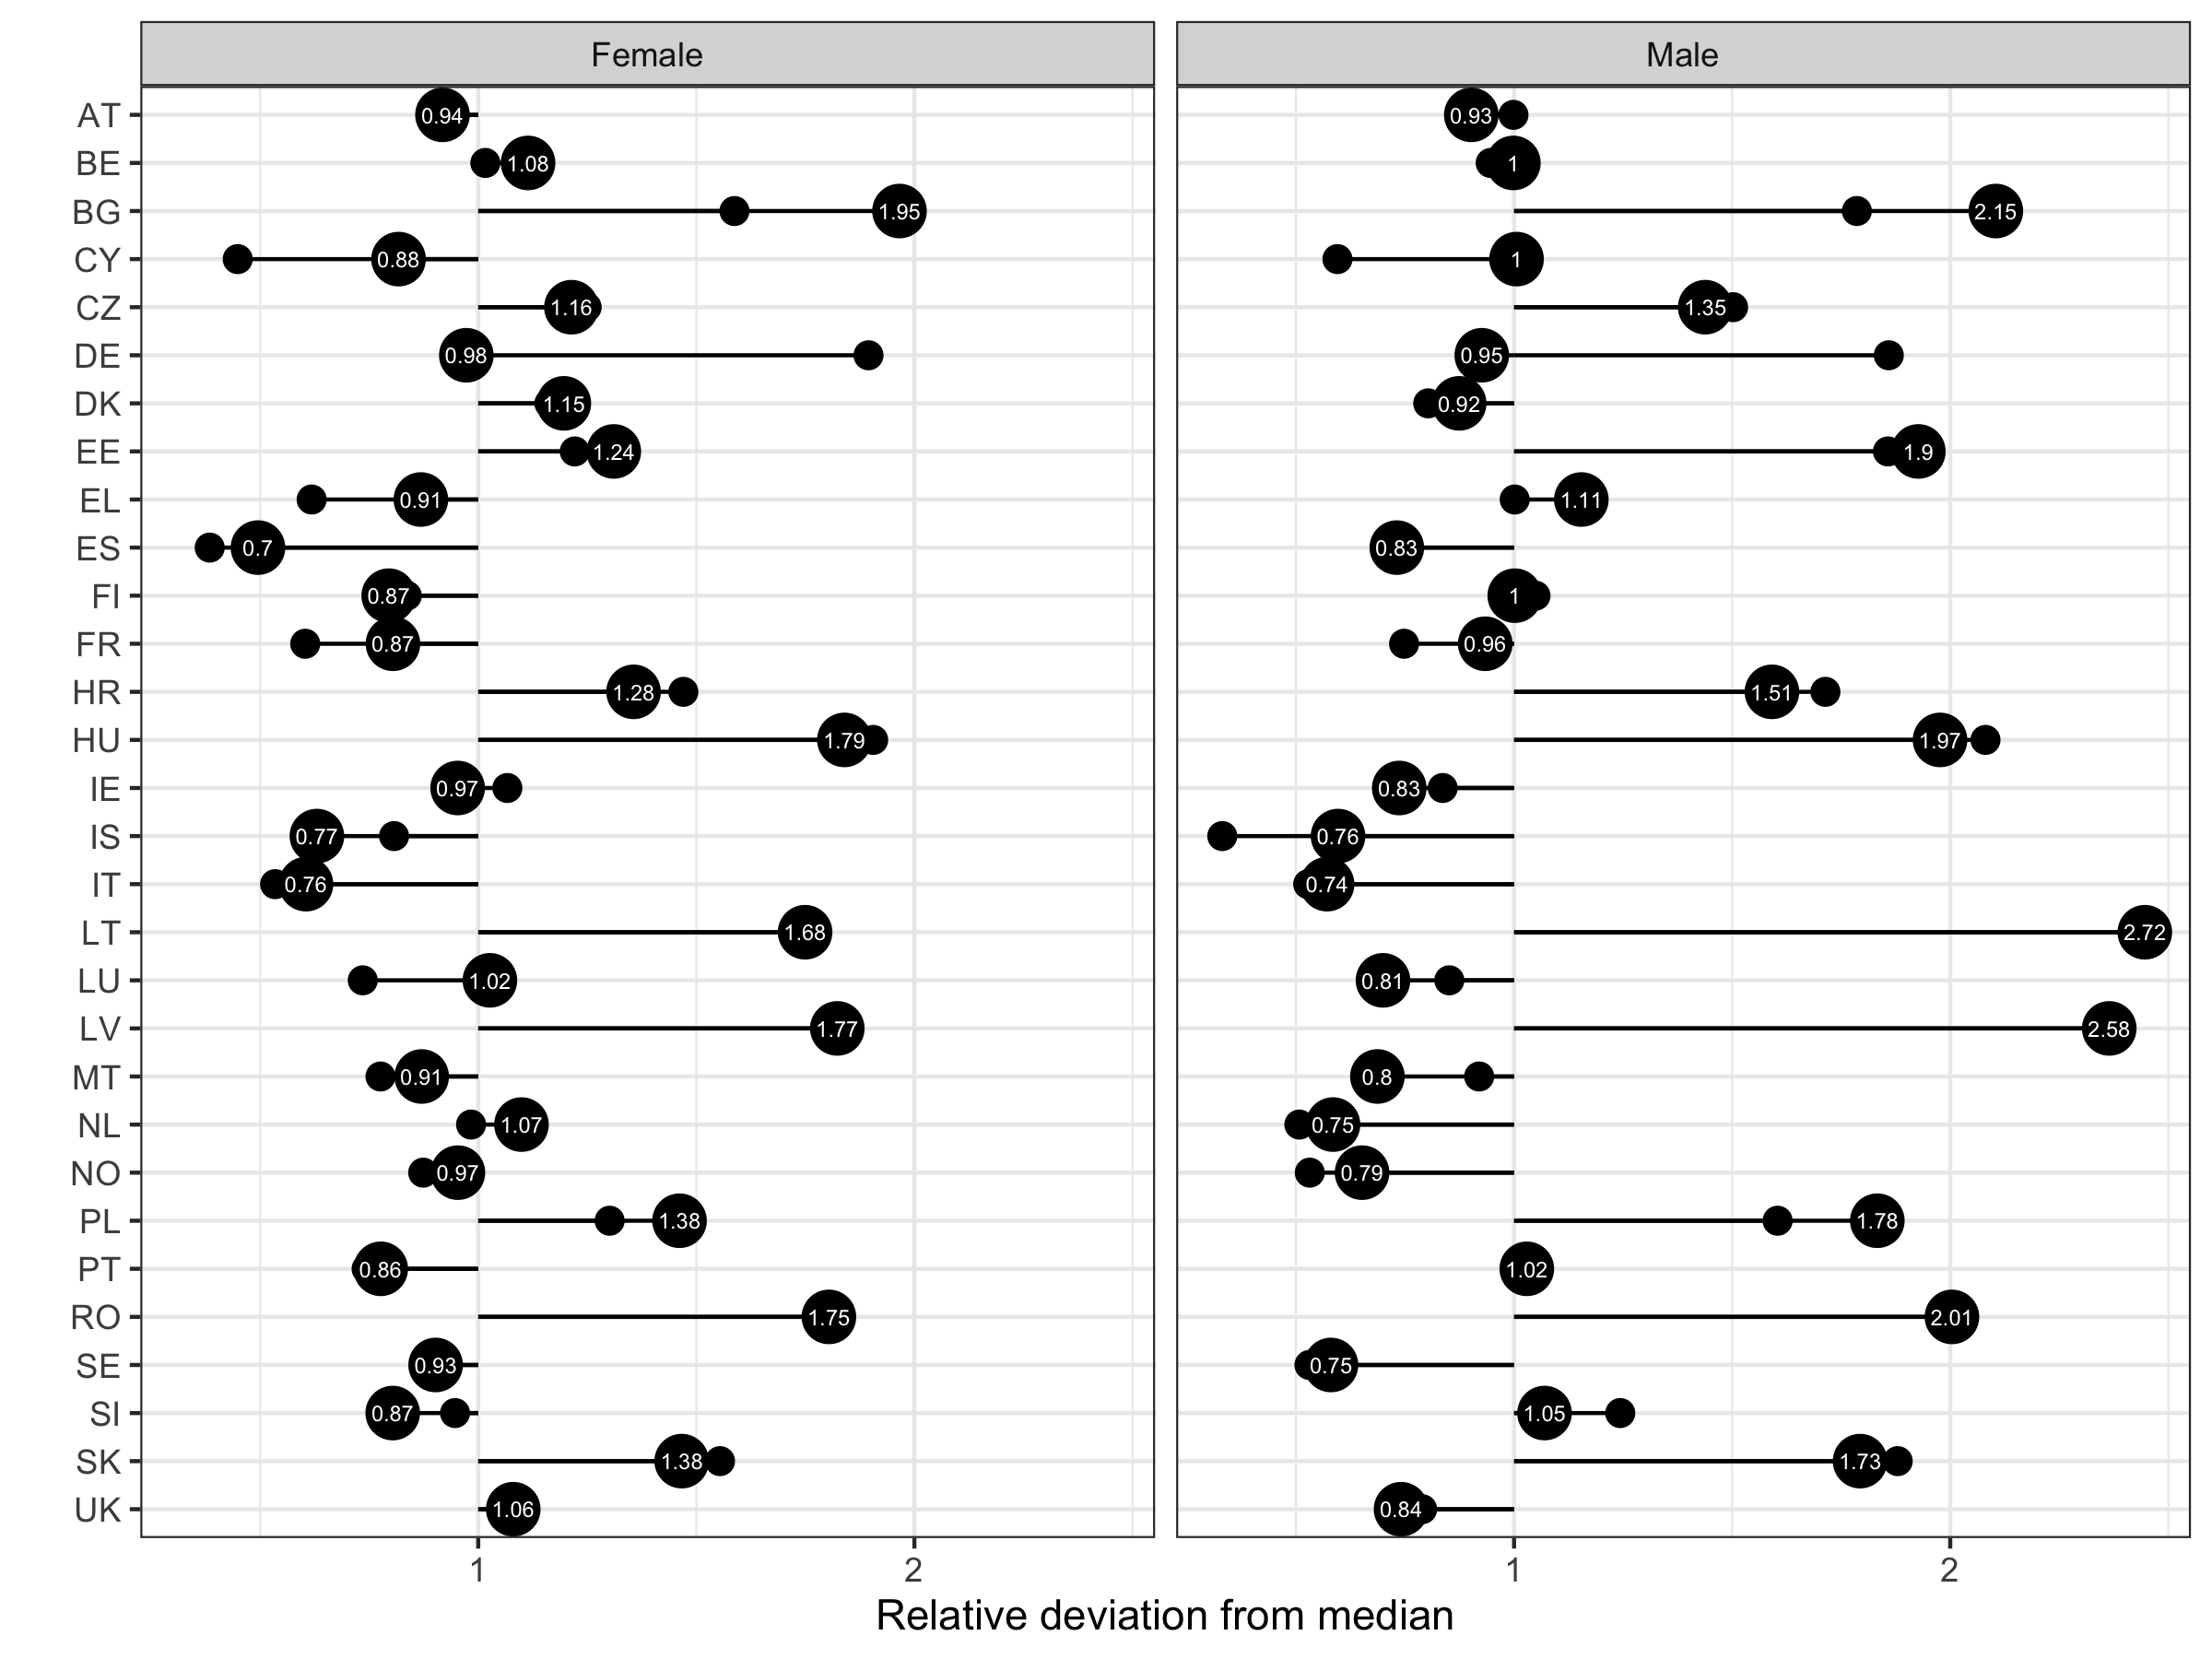 Female Male
AT 0.94 0.93
BE 1.08 1
BG 1.95 2.15
CY 0.88 1
CZ 1.16 1.35
DE 0.98 0.95
DK 1.15 0.92
EE 1.24 1.9
EL 0.91 1.11
ES 0.7 0.83
FI 0.87 1
FR 0.87 0.96
HR 1.28 1.51
HU 1.79 1.97
IE 0.97 0.83
IS 0.77 0.76
IT 0.76 0.74
LT 1.68 2.72
LU 1.02 0.81
LV 1.77 2.58
MT 0.91 0.8
NL 1.07 0.75
NO 0.97 0.79
PL 1.38 1.78
PT 0.86 1.02
RO 1.75 2.01
SE 0.93 0.75
SI 0.87 1.05
SK 1.38 1.73
UK 1.06 0.84
1 2 1 2
Relative deviation from median